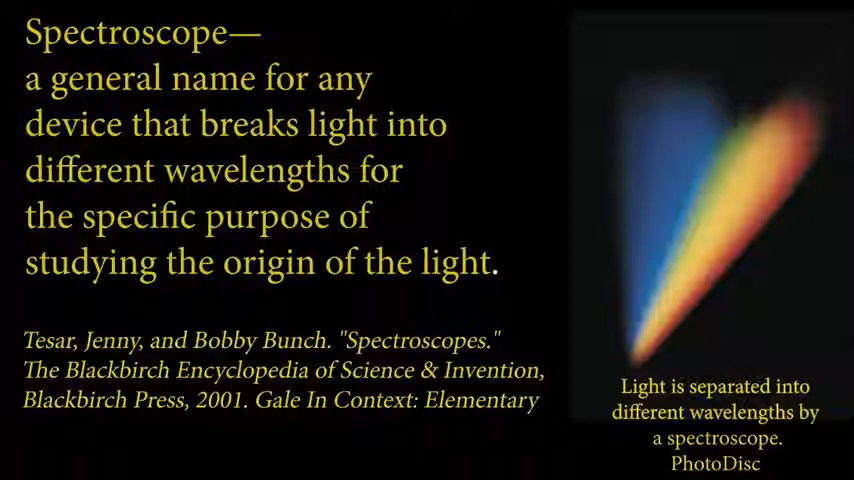 Spectroscope—
a general name for any
device that breaks light into
different wavelengths for
the specific purpose of
studying the origin of the light.
Tesar, Jenny, and Bobby Bunch. "Spectroscopes."
The Blackbirch Encyclopedia of Science & Invention,
Blackbirch Press, 2001. Gale In Context: Elementary
Light is separated into
different wavelengths by
a spectroscope.
PhotoDisc